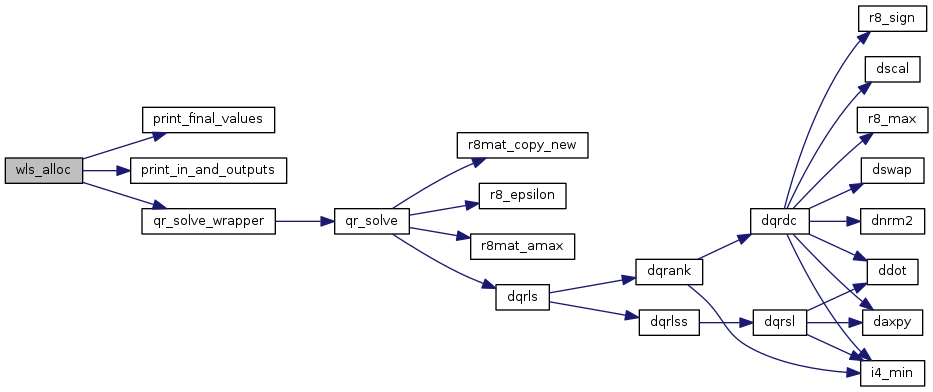 wls_alloc
print_final_values
print_in_and_outputs
qr_solve_wrapper
qr_solve
r8mat_copy_new
r8_epsilon
r8mat_amax
dqrls
dqrank
dqrlss
dqrdc
dqrsl
r8_sign
dscal
r8_max
dswap
dnrm2
ddot
daxpy
i4_min